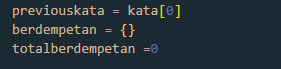 previouskata = kata[0]
berdempetan = {}
totalberdempetan =0